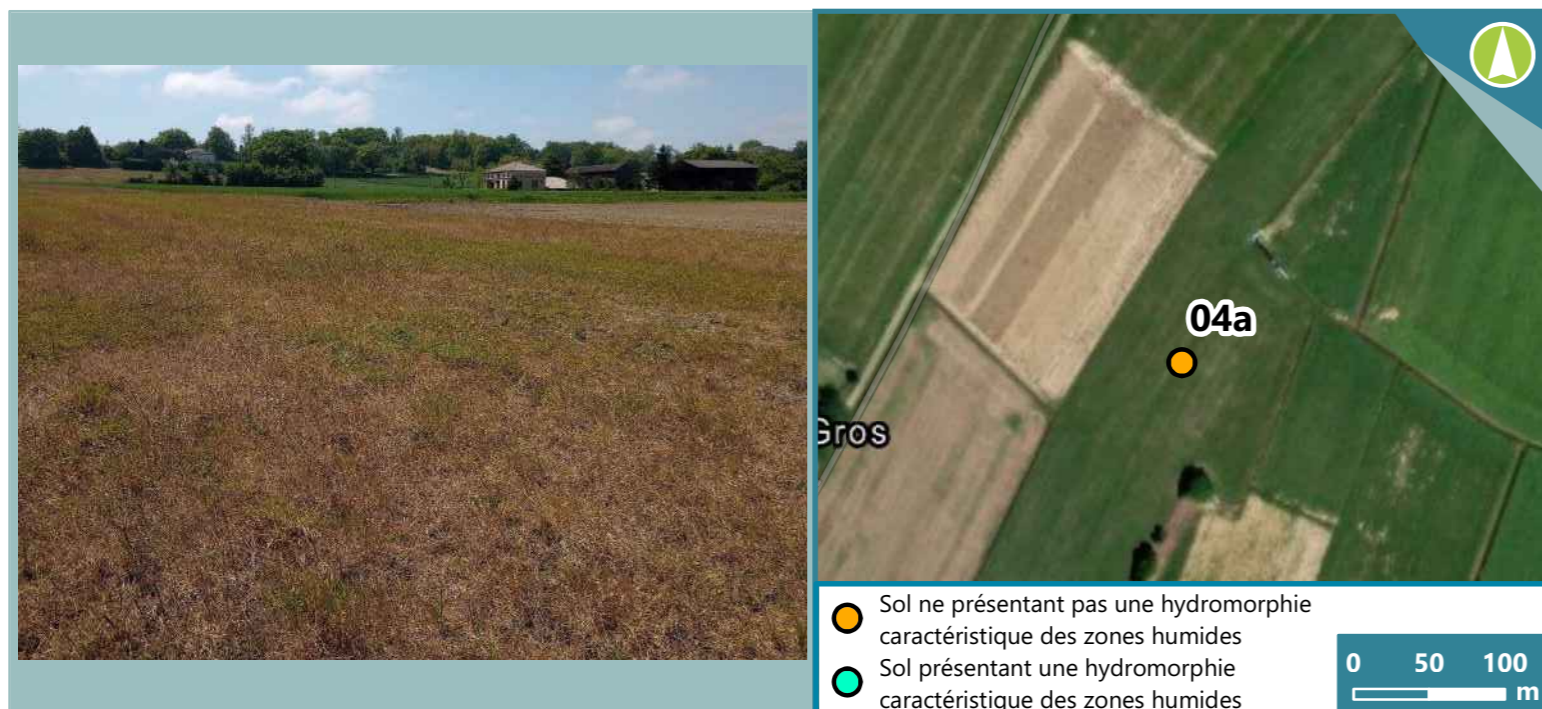 04a
Gros
Sol ne présentant pas une hydromorphie
caractéristique des zones humides
Sol présentant une hydromorphie
caractéristique des zones humides
0 50 100
m